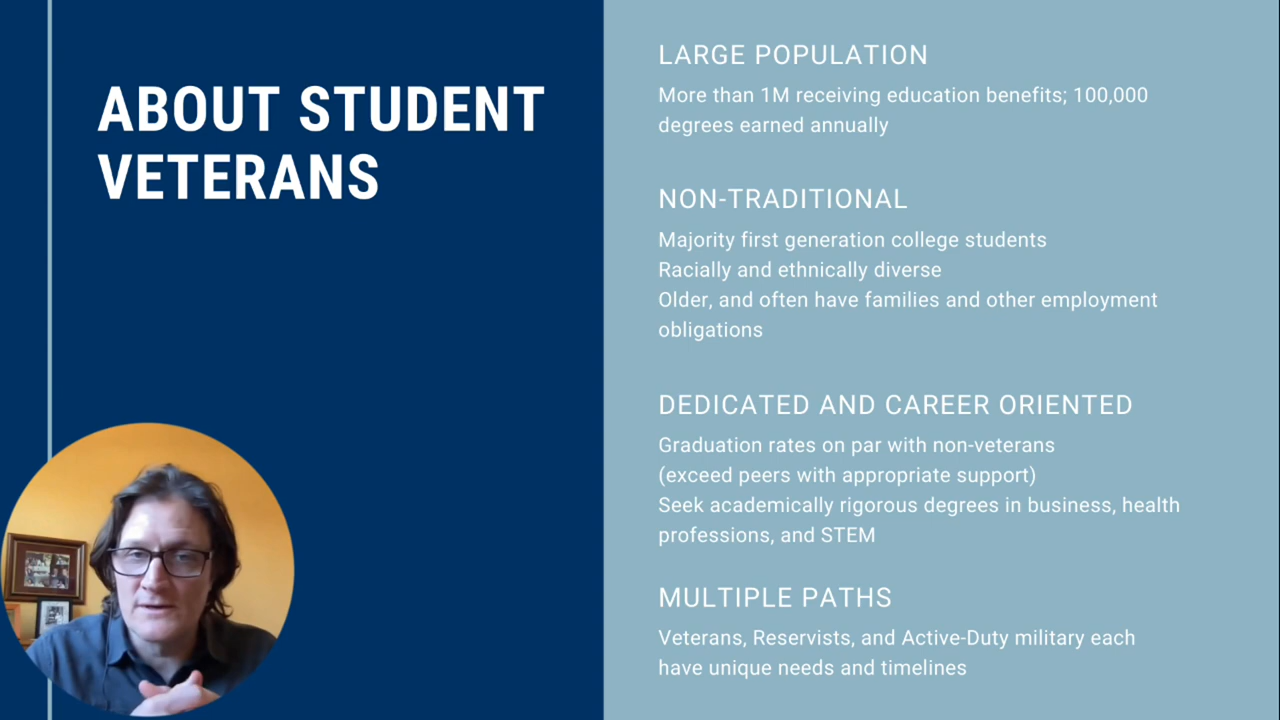 ABOUT STUDENT
VETERANS
LARGE POPULATION
More than 1M receiving education benefits; 100,000
degrees earned annually
NON-TRADITIONAL
Majority first generation college students
Racially and ethnically diverse
Older, and often have families and other employment
obligations
DEDICATED AND CAREER ORIENTED
Graduation rates on par with non-veterans
(exceed peers with appropriate support)
Seek academically rigorous degrees in business, health
professions, and STEM
MULTIPLE PATHS
Veterans, Reservists, and Active-Duty military each
have unique needs and timelines